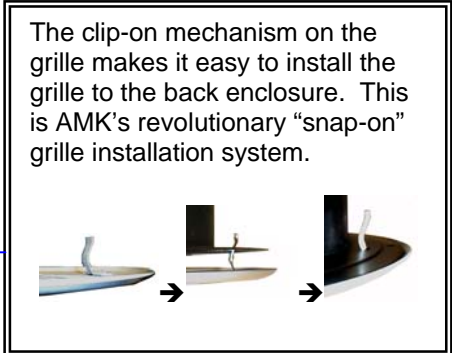 The clip-on mechanism on the
grille makes it easy to install the
grille to the back enclosure.  This
is AMK’s revolutionary “snap-on”
grille installation system.